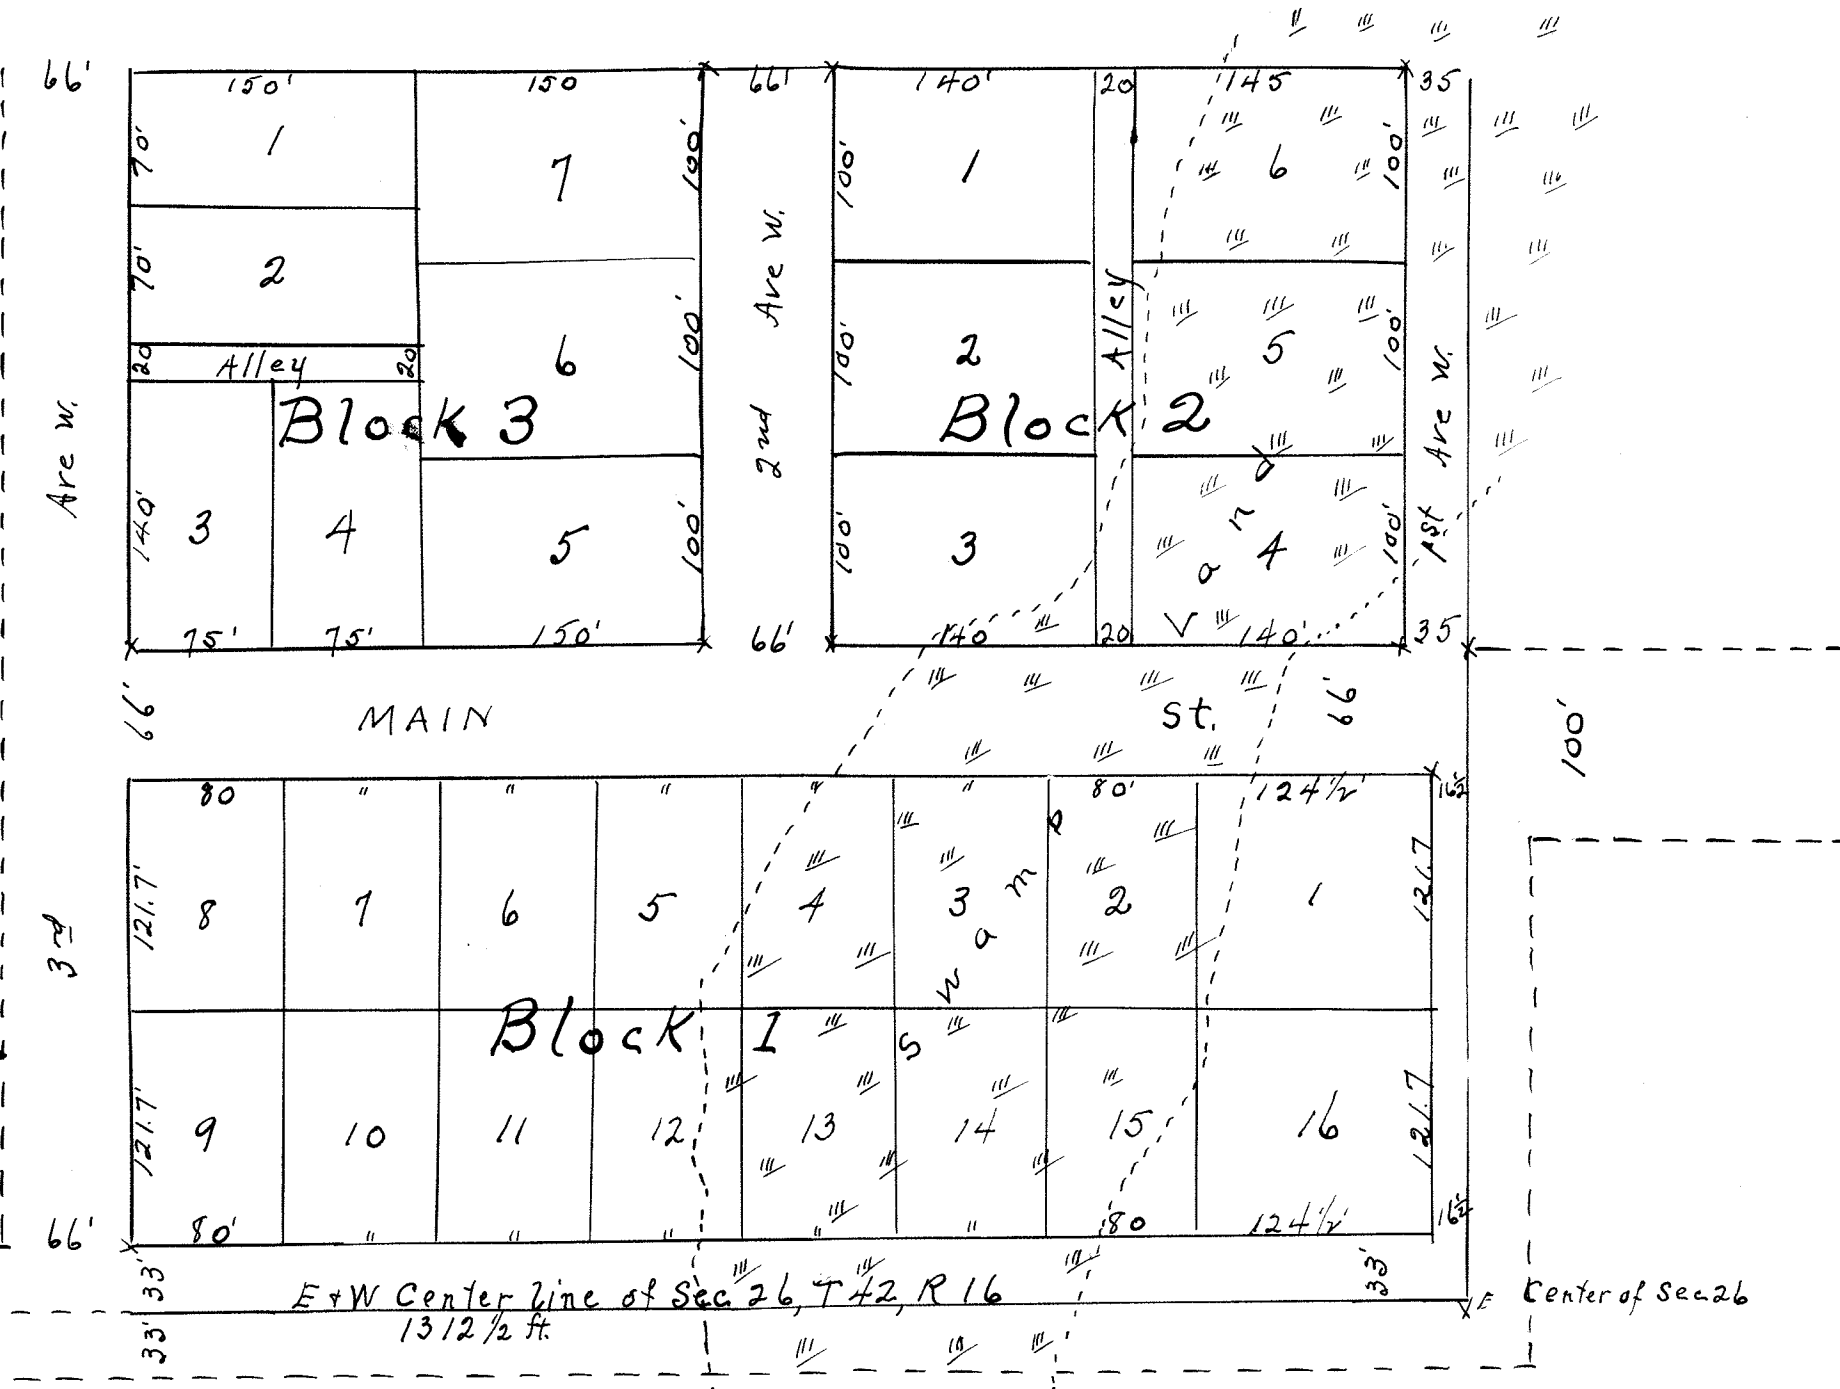 66' 150' 150 66' 140' 20 145 35
70' 1 7 100' 100' 1 6 100'
70' 2 100' 100' 2 Alley 5 100'
20 Alley 20 6
Block 3 Block 2
3rd Ave W. 2nd Ave W. 1st Ave W.
140' 3 4 5 100' 100' 3 4 100'
75' 75' 150' 66' 140 20 140' 35
66' MAIN St. 66' 100'
80 " " " " " 80' 124 1/2' 16 1/2
121.7' 8 7 6 5 4 3 2 1 121.7
Block 1
Swamp and
121.7' 9 10 11 12 13 14 15 16 121.7
66' 80' " " " " " 80 124 1/2' 16 1/2
33' E & W Center line of Sec. 26, T 42, R 16 33' E Center of Sec 26
33' 1312 1/2 ft.